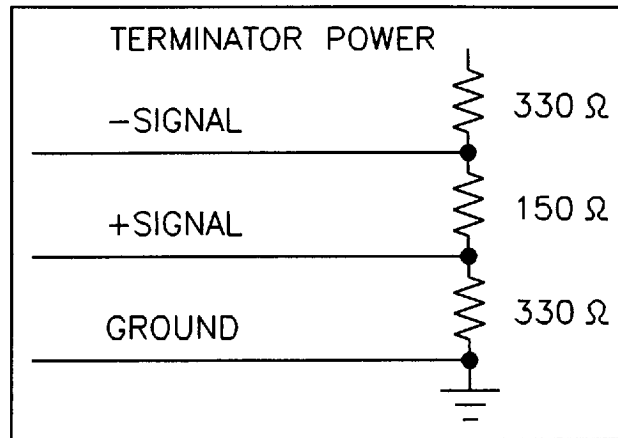 TERMINATOR POWER
330 Ω
−SIGNAL
150 Ω
+SIGNAL
330 Ω
GROUND